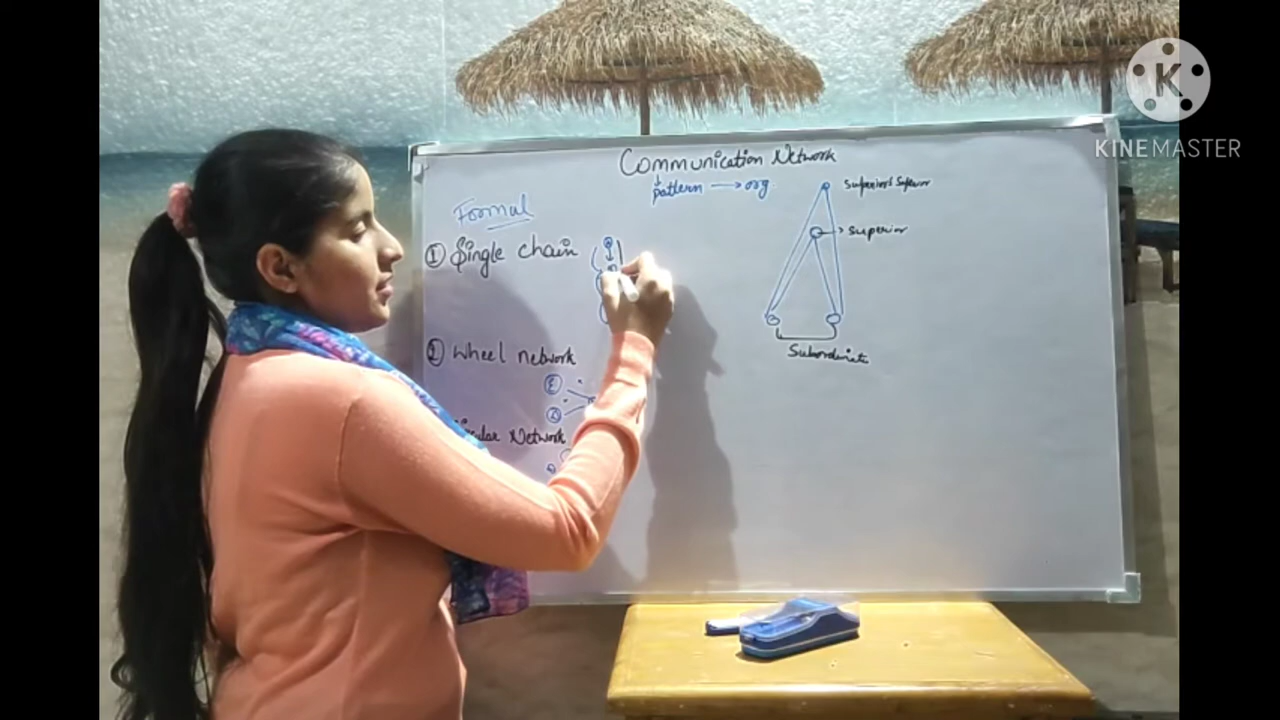 Communication Network
pattern → org.
Formal
① Single chain
Superior's Superior
Superior
Subordinate
② Wheel network
Network
K
KINEMASTER